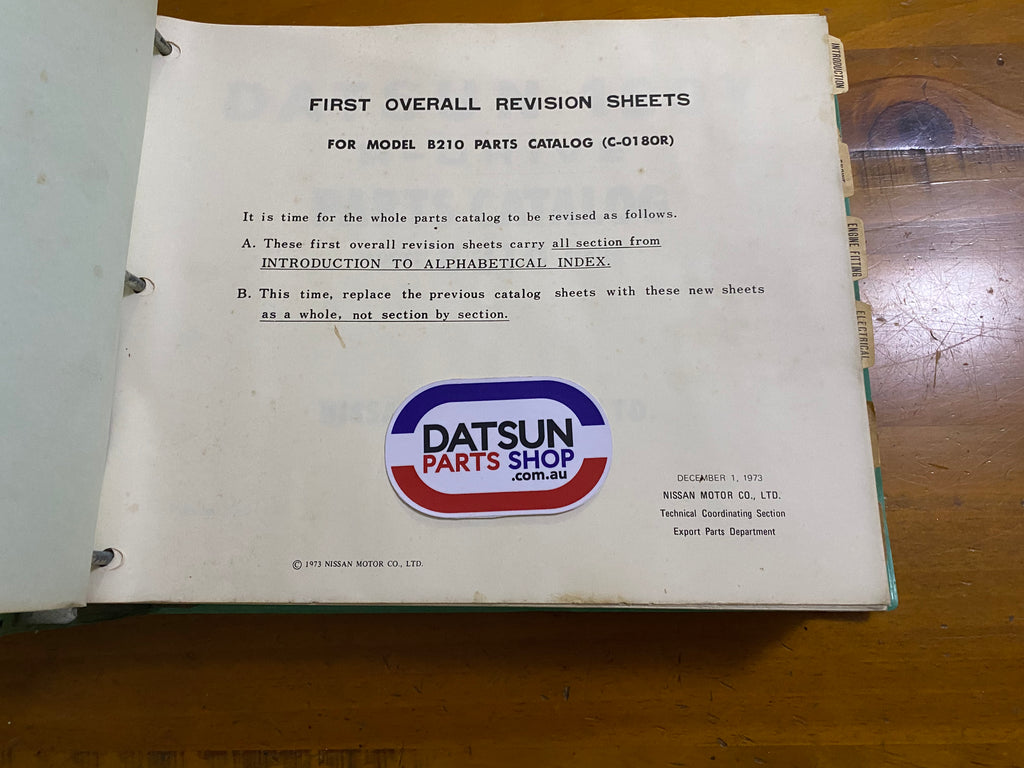 FIRST OVERALL REVISION SHEETS
FOR MODEL B210 PARTS CATALOG (C-0180R)
It is time for the whole parts catalog to be revised as follows.
A. These first overall revision sheets carry all section from
INTRODUCTION TO ALPHABETICAL INDEX.
B. This time, replace the previous catalog sheets with these new sheets
as a whole, not section by section.
DATSUN
PARTS SHOP
.com.au
DECEMBER 1, 1973
NISSAN MOTOR CO., LTD.
Technical Coordinating Section
Export Parts Department
© 1973 NISSAN MOTOR CO., LTD.
INTRODUCTION
ENGINE FITTING
ELECTRICAL